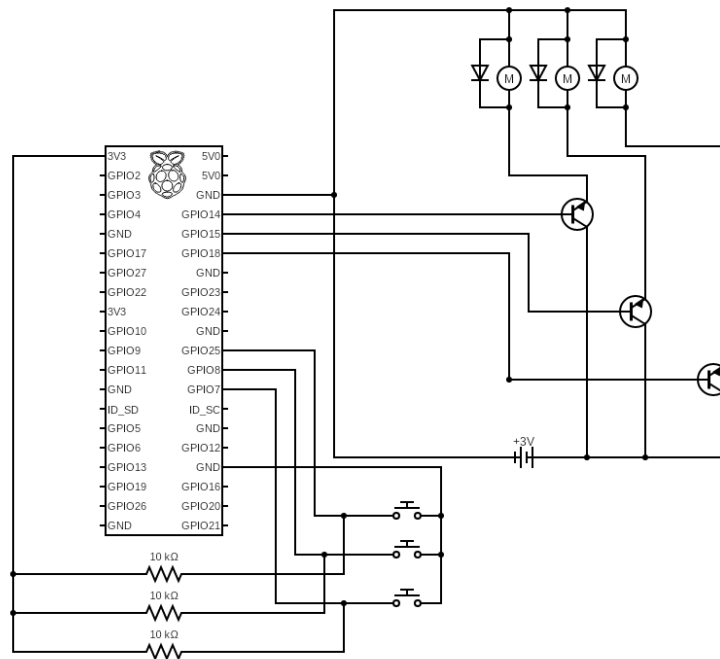 M M M
3V3 5V0
GPIO2 5V0
GPIO3 GND
GPIO4 GPIO14
GND GPIO15
GPIO17 GPIO18
GPIO27 GND
GPIO22 GPIO23
3V3 GPIO24
GPIO10 GND
GPIO9 GPIO25
GPIO11 GPIO8
GND GPIO7
ID_SD ID_SC
GPIO5 GND
GPIO6 GPIO12
GPIO13 GND
GPIO19 GPIO16
GPIO26 GPIO20
GND GPIO21
+3V
10 kΩ
10 kΩ
10 kΩ